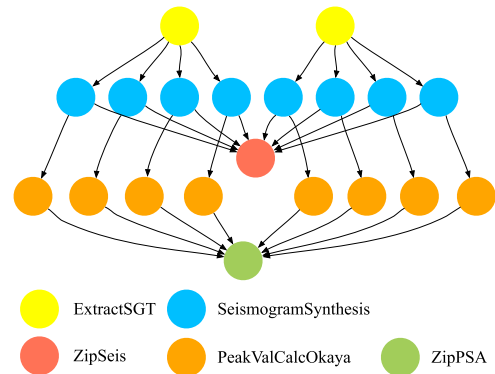 ExtractSGT
SeismogramSynthesis
ZipSeis
PeakValCalcOkaya
ZipPSA